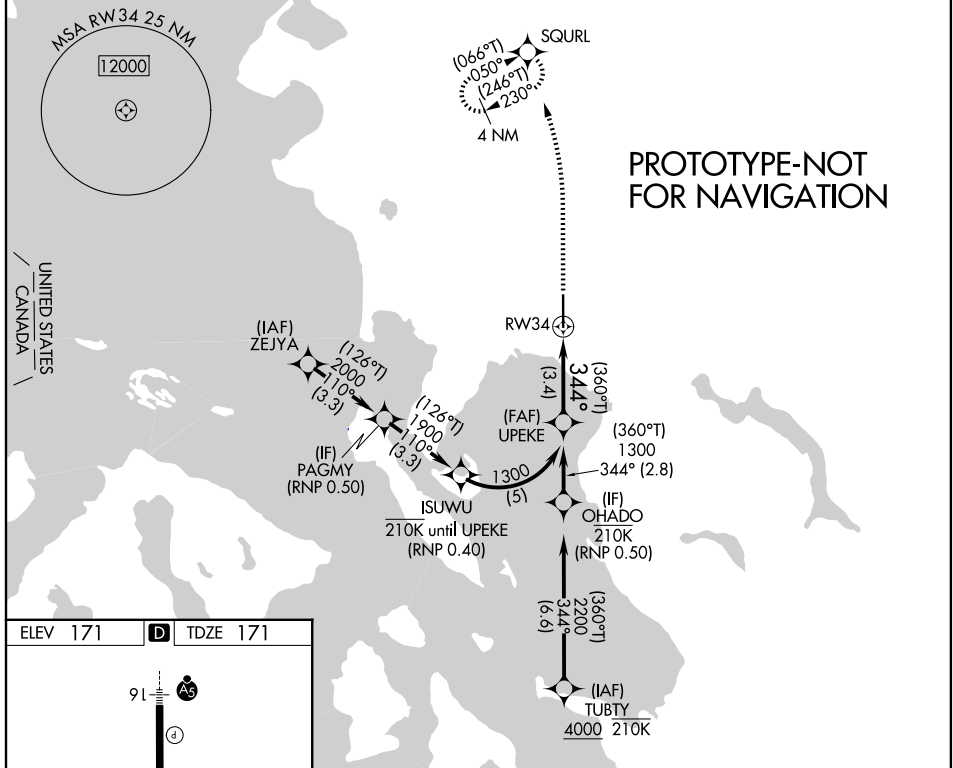 MSA RW34 25 NM
12000
SQURL
(066°T)
050°
(246°T)
230°
4 NM
PROTOTYPE-NOT
FOR NAVIGATION
UNITED STATES
CANADA
RW34
(IAF)
ZEJYA
(126°T)
2000
110°
(3.3)
(IF)
PAGMY
(RNP 0.50)
(126°T)
1900
110°
(3.3)
ISUWU
210K until UPEKE
(RNP 0.40)
1300
(5)
(360°T)
344°
(3.4)
(FAF)
UPEKE
(360°T)
1300
344° (2.8)
(IF)
OHADO
210K
(RNP 0.50)
(360°T)
2200
344°
(6.6)
(IAF)
TUBTY
4000 210K
ELEV 171 D TDZE 171
16
A5
P